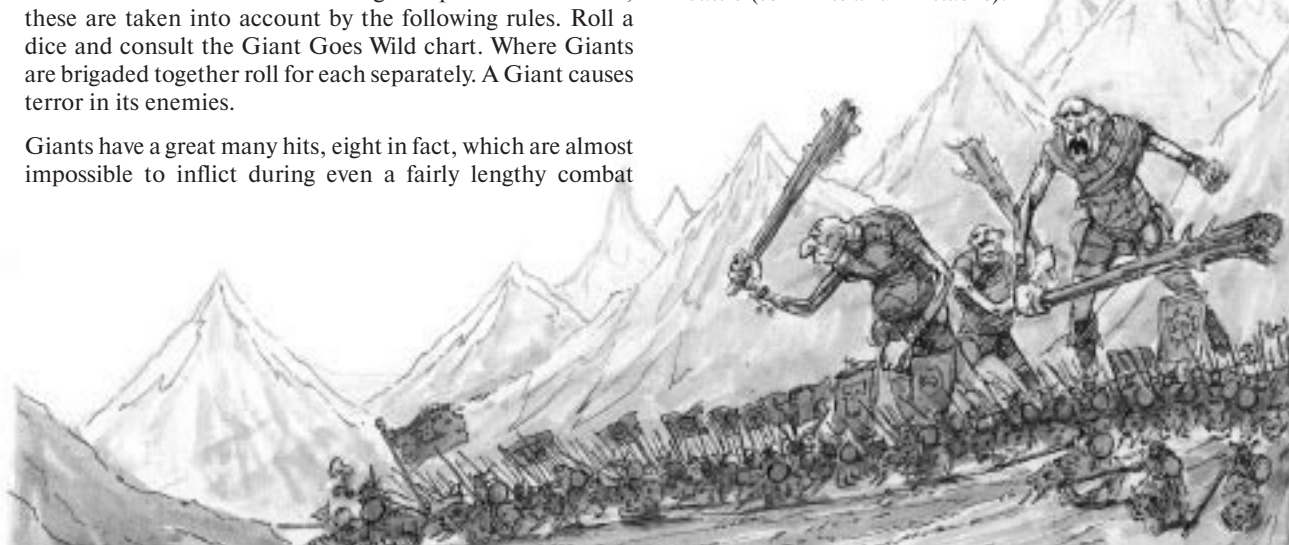 these are taken into account by the following rules. Roll a
dice and consult the Giant Goes Wild chart. Where Giants
are brigaded together roll for each separately. A Giant causes
terror in its enemies.
Giants have a great many hits, eight in fact, which are almost
impossible to inflict during even a fairly lengthy combat